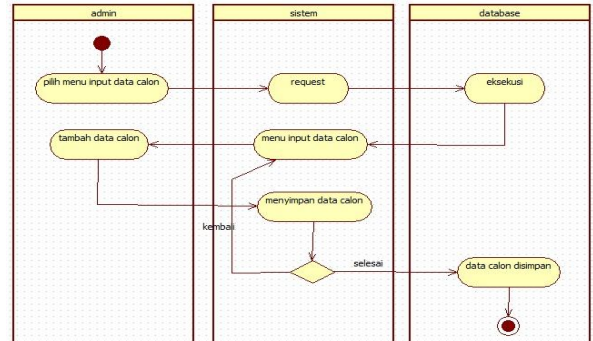 admin
sistem
database
pilih menu input data calon
request
eksekusi
tambah data calon
menu input data calon
menyimpan data calon
kembali
selesai
data calon disimpan